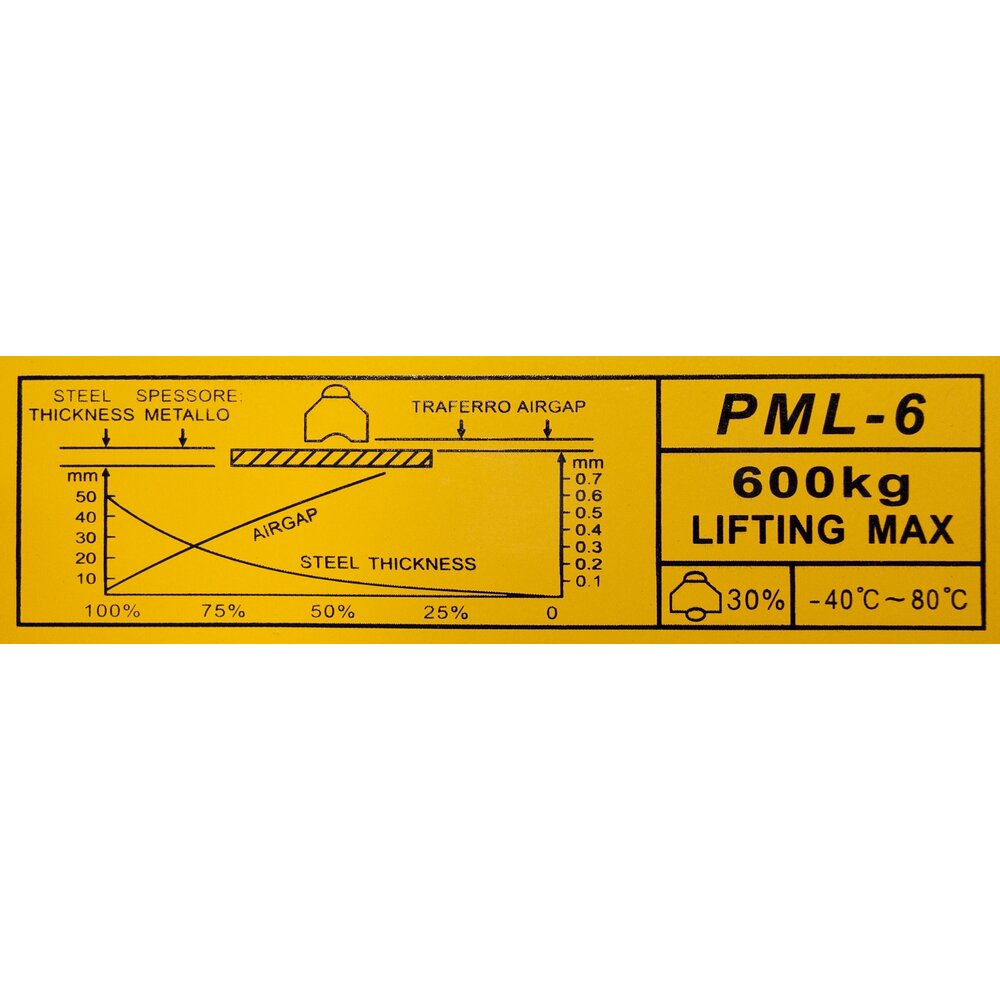 STEEL SPESSORE:
THICKNESS METALLO
TRAFERRO AIRGAP
mm
50
40
30
20
10
AIRGAP
STEEL THICKNESS
mm
0.7
0.6
0.5
0.4
0.3
0.2
0.1
100% 75% 50% 25% 0
PML-6
600kg
LIFTING MAX
30%
-40°C~80°C